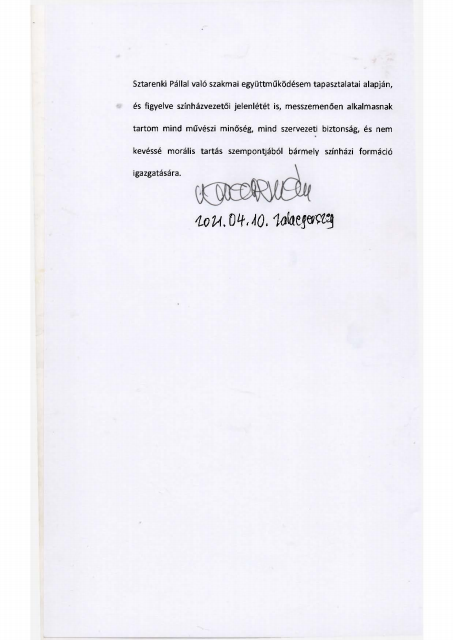 Sztarenki Pállal való szakmai együttműködésem tapasztalatai alapján,
és figyelve színházvezetői jelenlétét is, messzemenően alkalmasnak
tartom mind művészi minőség, mind szervezeti biztonság, és nem
kevéssé morális tartás szempontjából bármely színházi formáció
igazgatására.
2021.04.10. Zalaegerszeg